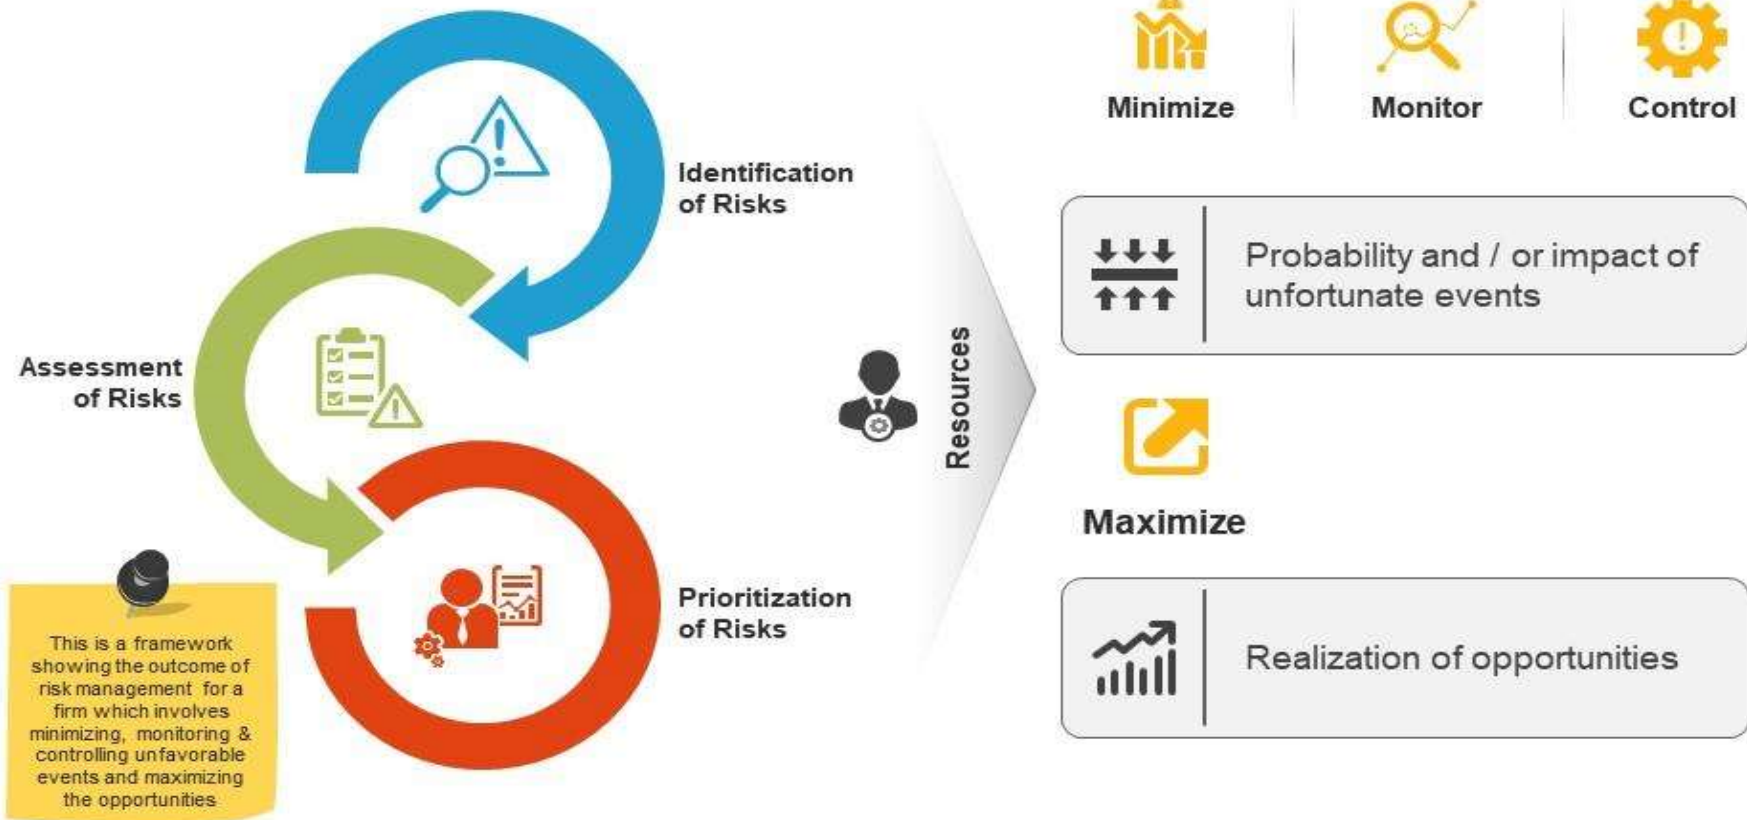 Identification
of Risks
Assessment
of Risks
Prioritization
of Risks
This is a framework
showing the outcome of
risk management for a
firm which involves
minimizing, monitoring &
controlling unfavorable
events and maximizing
the opportunities
Resources
Minimize
Monitor
Control
Probability and / or impact of
unfortunate events
Maximize
Realization of opportunities